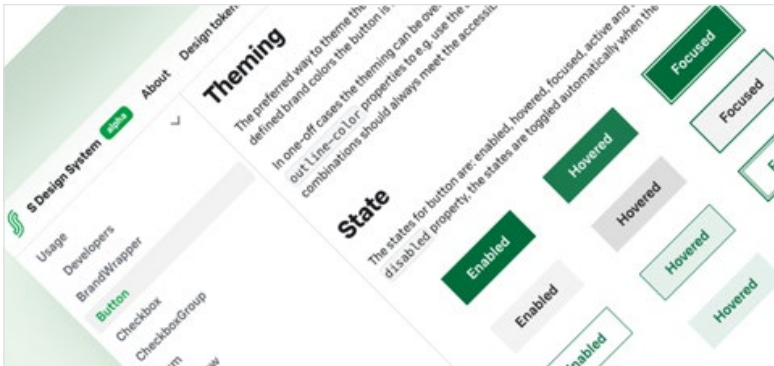 S Design System alpha
About
Design token
Usage
Developers
BrandWrapper
Button
Checkbox
CheckboxGroup
Theming
The preferred way to theme the
defined brand colors the button is
In one-off cases the theming can be ove
outline-color properties to e.g. use the
combinations should always meet the accessib
State
The states for button are: enabled, hovered, focused, active and
disabled property, the states are toggled automatically when the
Enabled
Hovered
Focused
Enabled
Hovered
Focused
nabled
Hovered
Hovered